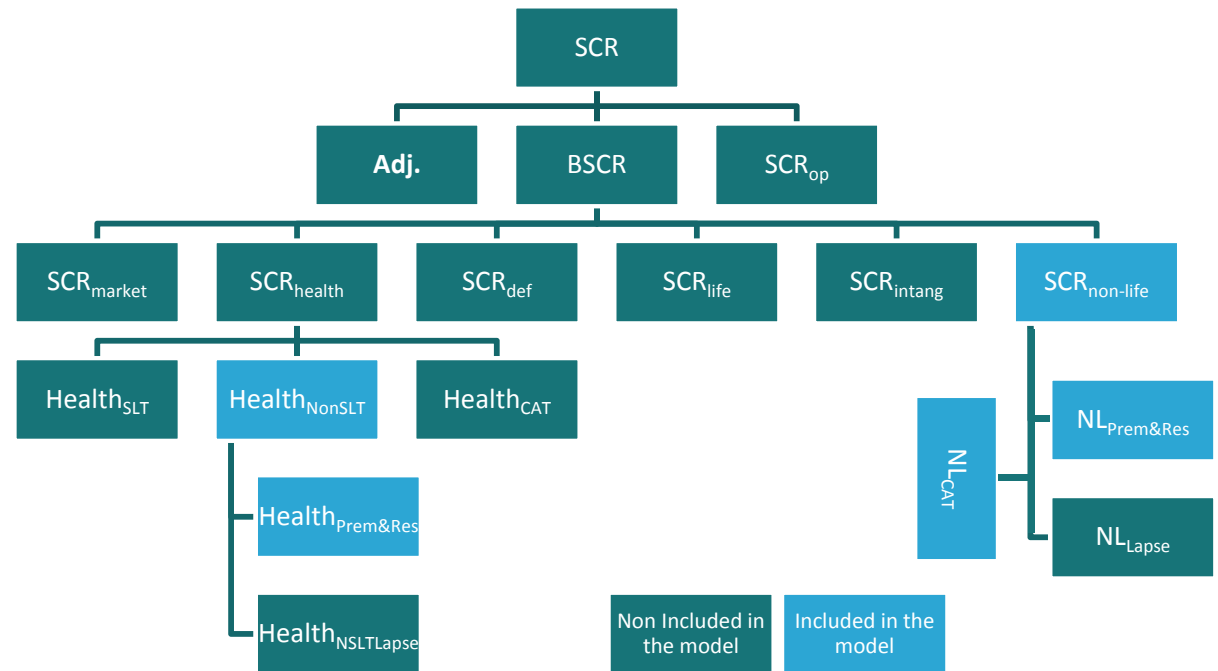 SCR
Adj.
BSCR
SCRop
SCRmarket
SCRhealth
SCRdef
SCRlife
SCRintang
SCRnon-life
HealthSLT
HealthNonSLT
HealthCAT
NLCAT
NLPrem&Res
HealthPrem&Res
NLLapse
HealthNSLTLapse
Non Included in
the model
Included in the
model